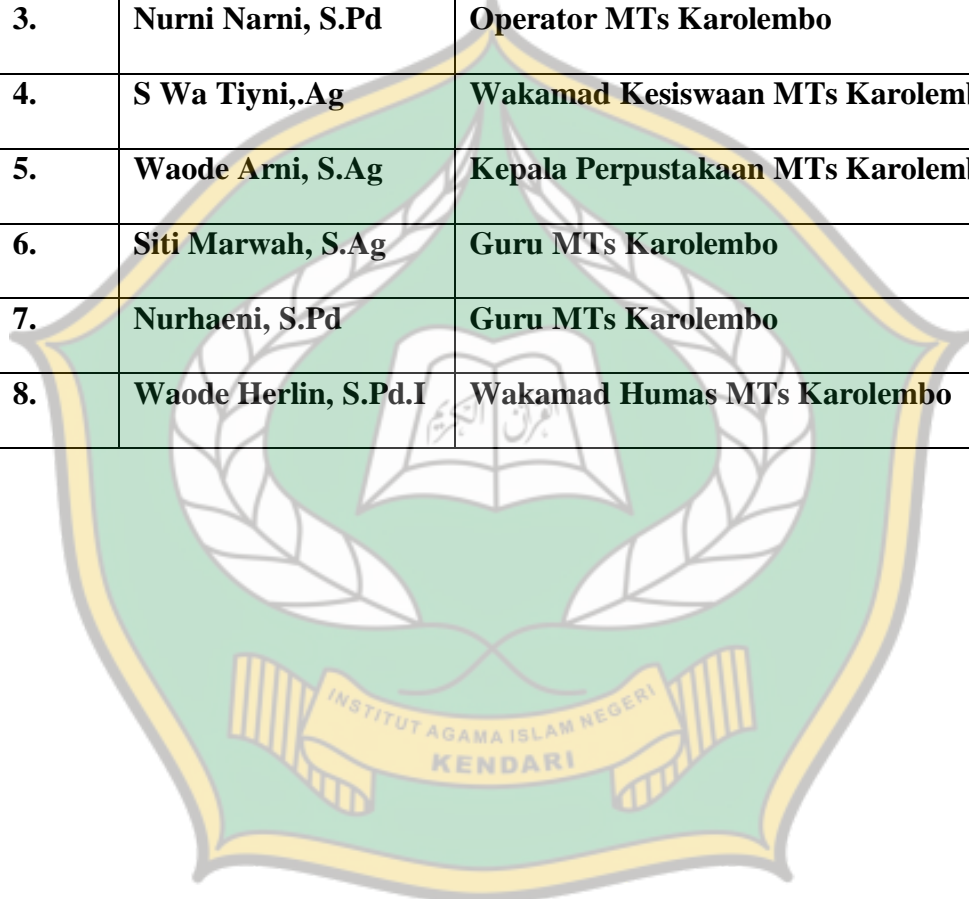 3. Nurni Narni, S.Pd Operator MTs Karolembo
4. S Wa Tiyni,.Ag Wakamad Kesiswaan MTs
5. Waode Arni, S.Ag Kepala Perpustakaan MTs
6. Siti Marwah, S.Ag Guru MTs Karolembo
7. Nurhaeni, S.Pd Guru MTs Karolembo
8. Waode Herlin, S.Pd.I Wakamad Humas MTs Karolembo
القرآن الكريم
INSTITUT AGAMA ISLAM NEGERI
KENDARI